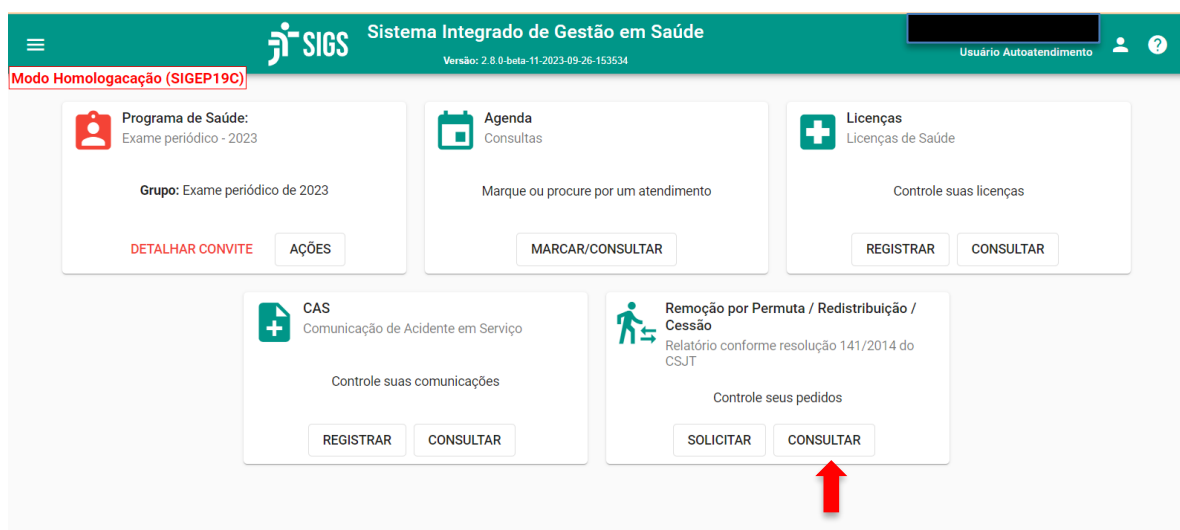 SIGS
Sistema Integrado de Gestão em Saúde
Versão: 2.8.0-beta-11-2023-09-26-153534
Usuário Autoatendimento
?
Modo Homologacação (SIGEP19C)
Programa de Saúde:
Exame periódico - 2023
Grupo: Exame periódico de 2023
DETALHAR CONVITE AÇÕES
Agenda
Consultas
Marque ou procure por um atendimento
MARCAR/CONSULTAR
Licenças
Licenças de Saúde
Controle suas licenças
REGISTRAR CONSULTAR
CAS
Comunicação de Acidente em Serviço
Controle suas comunicações
REGISTRAR CONSULTAR
Remoção por Permuta / Redistribuição /
Cessão
Relatório conforme resolução 141/2014 do
CSJT
Controle seus pedidos
SOLICITAR CONSULTAR